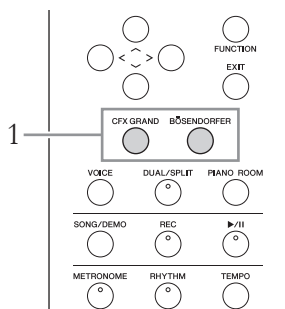 FUNCTION
EXIT
1
CFX GRAND BÖSENDORFER
VOICE DUAL/SPLIT PIANO ROOM
SONG/DEMO REC ►/II
METRONOME RHYTHM TEMPO